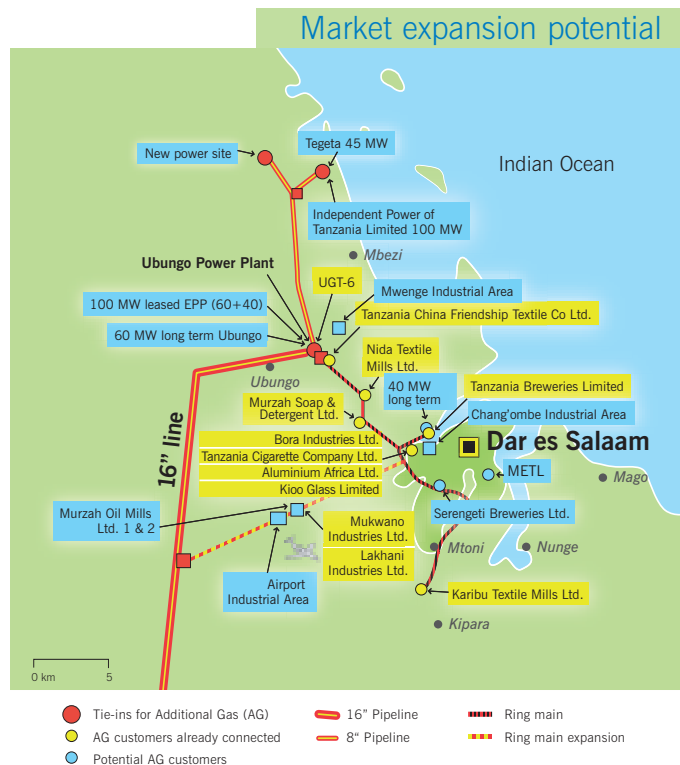 Market expansion potential
New power site
Tegeta 45 MW
Indian Ocean
Independent Power of
Tanzania Limited 100 MW
Mbezi
Ubungo Power Plant
UGT-6
100 MW leased EPP (60+40)
Mwenge Industrial Area
Tanzania China Friendship Textile Co Ltd.
60 MW long term Ubungo
Nida Textile
Mills Ltd.
Ubungo
40 MW
long term
Tanzania Breweries Limited
Murzah Soap &
Detergent Ltd.
Chang'ombe Industrial Area
16” line
Bora Industries Ltd.
Dar es Salaam
Tanzania Cigarette Company Ltd.
Aluminium Africa Ltd.
METL
Mago
Kioo Glass Limited
Murzah Oil Mills
Ltd. 1 & 2
Serengeti Breweries Ltd.
Mukwano
Industries Ltd.
Mtoni
Nunge
Lakhani
Industries Ltd.
Airport
Industrial Area
Karibu Textile Mills Ltd.
Kipara
0 km
5
Tie-ins for Additional Gas (AG)
16” Pipeline
Ring main
AG customers already connected
8“ Pipeline
Ring main expansion
Potential AG customers